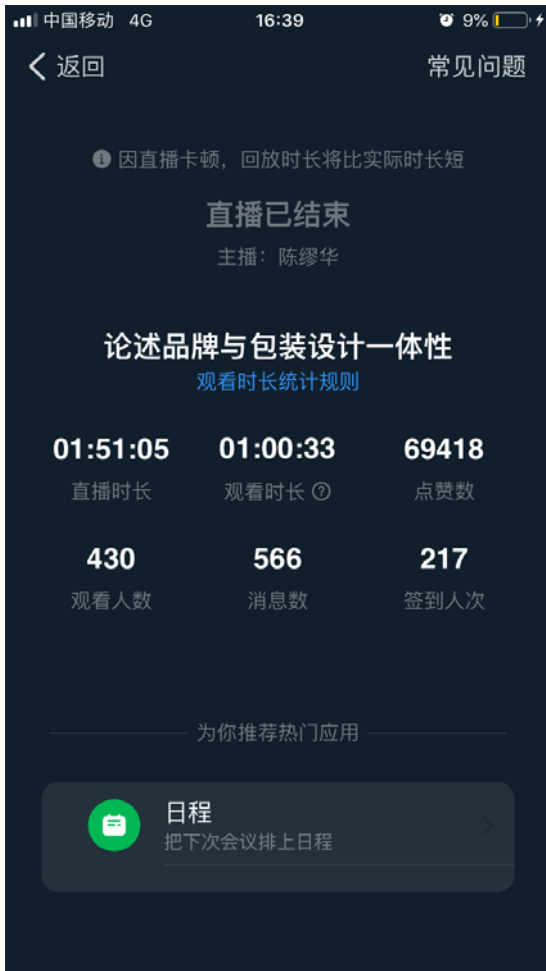 中国移动 4G 16:39 9%
返回 常见问题
因直播卡顿，回放时长将比实际时长短
直播已结束
主播：陈缪华
论述品牌与包装设计一体性
观看时长统计规则
01:51:05 01:00:33 69418
直播时长 观看时长 点赞数
430 566 217
观看人数 消息数 签到人次
为你推荐热门应用
日程
把下次会议排上日程